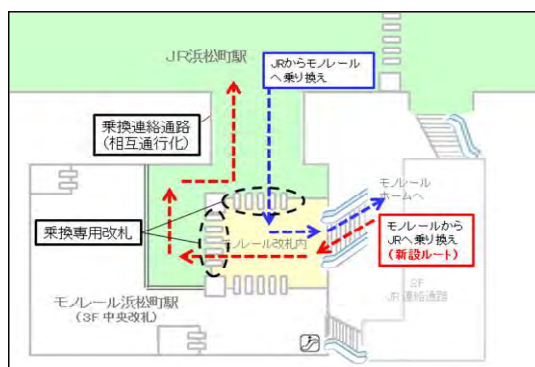 JR浜松町駅
JRからモノレール
へ乗り換え
乗換連絡通路
(相互通行化)
モノレール
ホームへ
乗換専用改札
モノレール改札内
モノレールから
JRへ乗り換え
(新設ルート)
モノレール浜松町駅
(3F 中央改札)
JR連絡通路